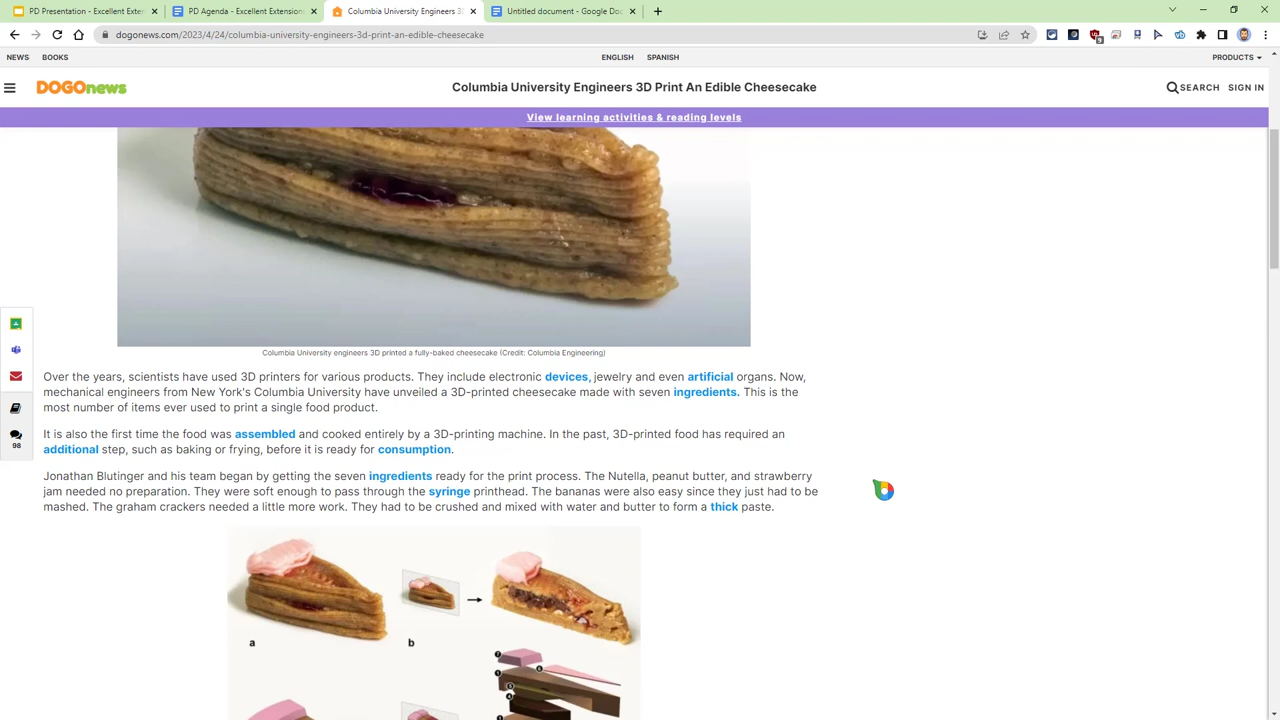 PD Presentation - Excellent Exter
PD Agenda - Excellent Extension
Columbia University Engineers 3D
Untitled document - Google Doc
dogonews.com/2023/4/24/columbia-university-engineers-3d-print-an-edible-cheesecake
9
NEWS BOOKS ENGLISH SPANISH PRODUCTS
DOGOnews Columbia University Engineers 3D Print An Edible Cheesecake SEARCH SIGN IN
View learning activities & reading levels
Columbia University engineers 3D printed a fully-baked cheesecake (Credit: Columbia Engineering)
Over the years, scientists have used 3D printers for various products. They include electronic devices, jewelry and even artificial organs. Now,
mechanical engineers from New York's Columbia University have unveiled a 3D-printed cheesecake made with seven ingredients. This is the
most number of items ever used to print a single food product.
It is also the first time the food was assembled and cooked entirely by a 3D-printing machine. In the past, 3D-printed food has required an
additional step, such as baking or frying, before it is ready for consumption.
98
Jonathan Blutinger and his team began by getting the seven ingredients ready for the print process. The Nutella, peanut butter, and strawberry
jam needed no preparation. They were soft enough to pass through the syringe printhead. The bananas were also easy since they just had to be
mashed. The graham crackers needed a little more work. They had to be crushed and mixed with water and butter to form a thick paste.
a b
7
6
1
5
4
1